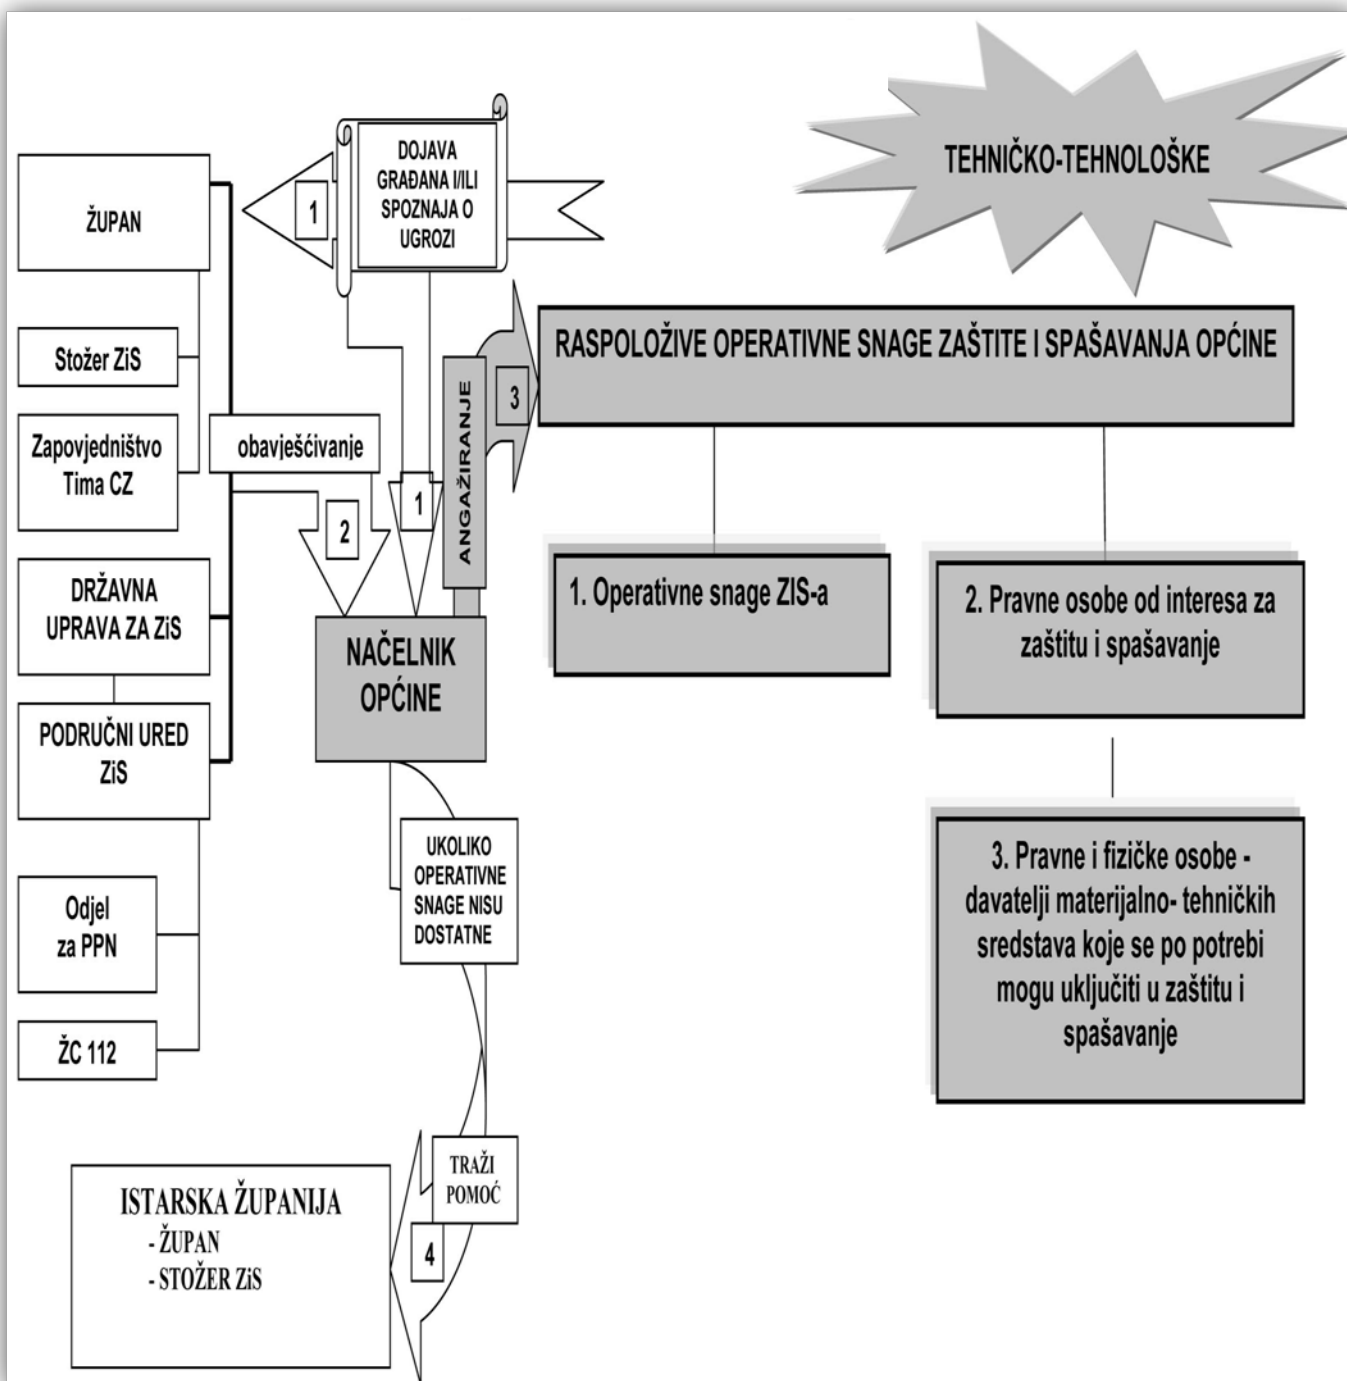 TEHNIČKO-TEHNOLOŠKE
DOJAVA
GRAĐANA I/ILI
SPOZNAJA O
UGROZI
1
ŽUPAN
Stožer ZiS
Zapovjedništvo
Tima CZ
obavješćivanje
DRŽAVNA
UPRAVA ZA ZiS
PODRUČNI URED
ZiS
Odjel
za PPN
ŽC 112
2
1
ANGAŽIRANJE
3
NAČELNIK
OPĆINE
RASPOLOŽIVE OPERATIVNE SNAGE ZAŠTITE I SPAŠAVANJA OPĆINE
1. Operativne snage ZIS-a
2. Pravne osobe od interesa za
zaštitu i spašavanje
3. Pravne i fizičke osobe -
davatelji materijalno- tehničkih
sredstava koje se po potrebi
mogu uključiti u zaštitu i
spašavanje
UKOLIKO
OPERATIVNE
SNAGE NISU
DOSTATNE
TRAŽI
POMOĆ
4
ISTARSKA ŽUPANIJA
- ŽUPAN
- STOŽER ZiS